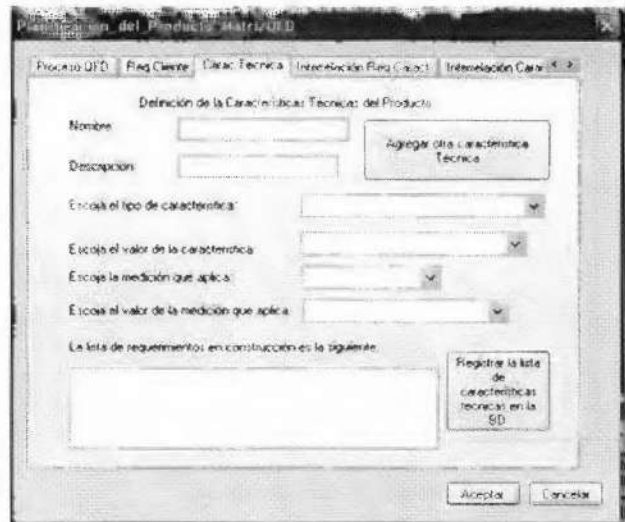 Planificación del Producto Matriz QFD
Proceso QFD Req Cliente Carac Técnica Interrelación Req Caract Interrelación Carac
Definición de la Características Técnicas del Producto
Nombre:
Agregar otra característica
Técnica
Descripción:
Escoja el tipo de característica:
Escoja el valor de la característica:
Escoja la medición que aplica:
Escoja el valor de la medición que aplica:
La lista de requerimientos en construcción es la siguiente:
Registrar la lista
de
características
técnicas en la
BD
Aceptar Cancelar